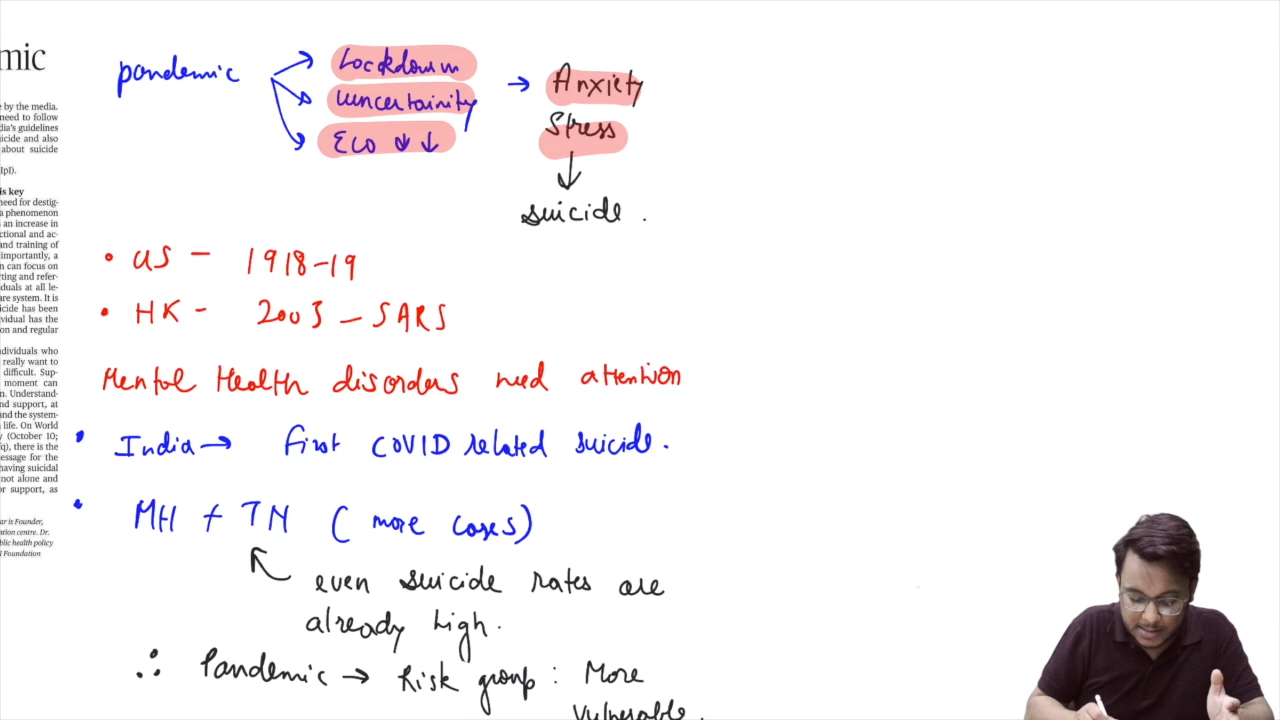 mic
e by the media.
need to follow
dia's guidelines
icide and also
about suicide
lpl).
is key
need for destig-
a phenomenon
s an increase in
ctional and ac-
and training of
importantly, a
n can focus on
ting and refer-
duals at all le-
are system. It is
icide has been
vidual has the
on and regular
dividuals who
really want to
difficult. Sup-
moment can
n. Understand-
nd support, at
and the system-
life. On World
y (October 10;
q), there is the
essage for the
having suicidal
not alone and
or support, as
ar is Founder,
ntion centre. Dr.
blic health policy
l Foundation
pandemic
Lockdown
uncertainity
Eco ↓ ↓
→ Anxiety
Stress
↓
suicide.
• US - 1918-19
• HK - 2003 - SARS
Mental Health disorders need attention
• India → first COVID related suicide.
• MH + TN (more cases)
even suicide rates are
already high.
∴ Pandemic → Risk group : More
vulnerable.